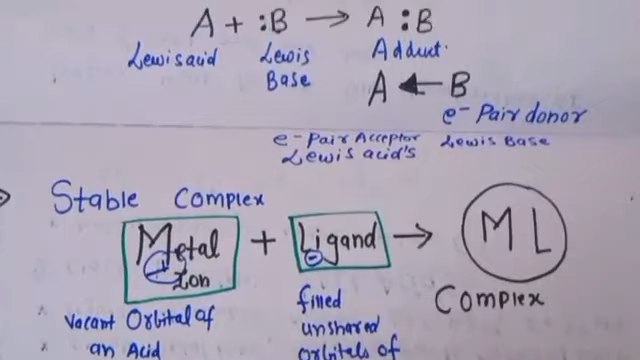 A + :B → A :B
Lewis acid Lewis Base Adduct.
A ← B
e- Pair donor
e- Pair Acceptor Lewis Base
Lewis acid's
Stable Complex
Metal Ion + Ligand → ML
Complex
Vacant Orbital of an Acid
filled unshared orbitals of